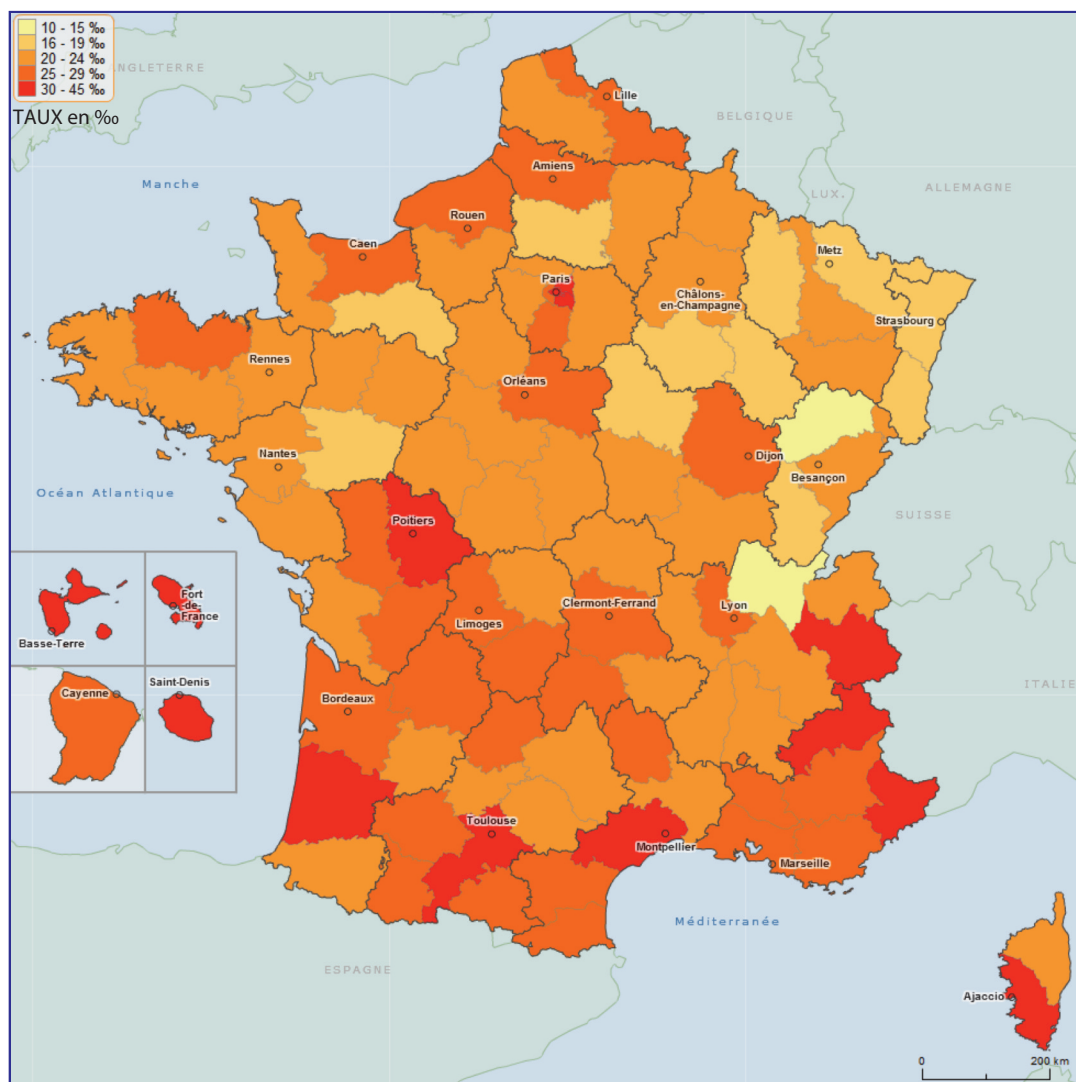 10 - 15 ‰
16 - 19 ‰
20 - 24 ‰
25 - 29 ‰
30 - 45 ‰
TAUX en ‰
ANGLETERRE
Lille
BELGIQUE
Manche
Amiens
LUX.
ALLEMAGNE
Rouen
Caen
Metz
Paris
Châlons-
en-Champagne
Strasbourg
Rennes
Orléans
Nantes
Dijon
Besançon
Océan Atlantique
SUISSE
Poitiers
Fort
-de-
France
Basse-Terre
Clermont-Ferrand
Lyon
Limoges
Cayenne
Saint-Denis
ITALIE
Bordeaux
Toulouse
Montpellier
Marseille
Méditerranée
ESPAGNE
Ajaccio
0 200 km